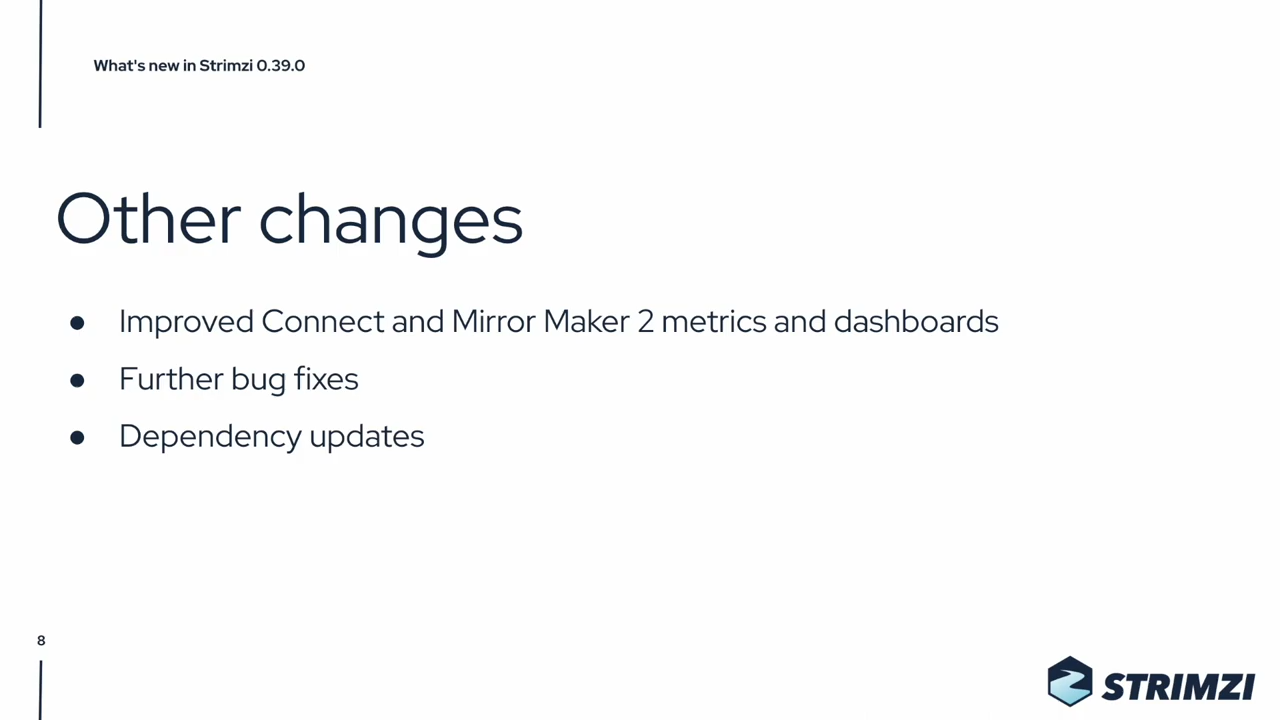 What's new in Strimzi 0.39.0
Other changes
● Improved Connect and Mirror Maker 2 metrics and dashboards
● Further bug fixes
● Dependency updates
8
STRIMZI